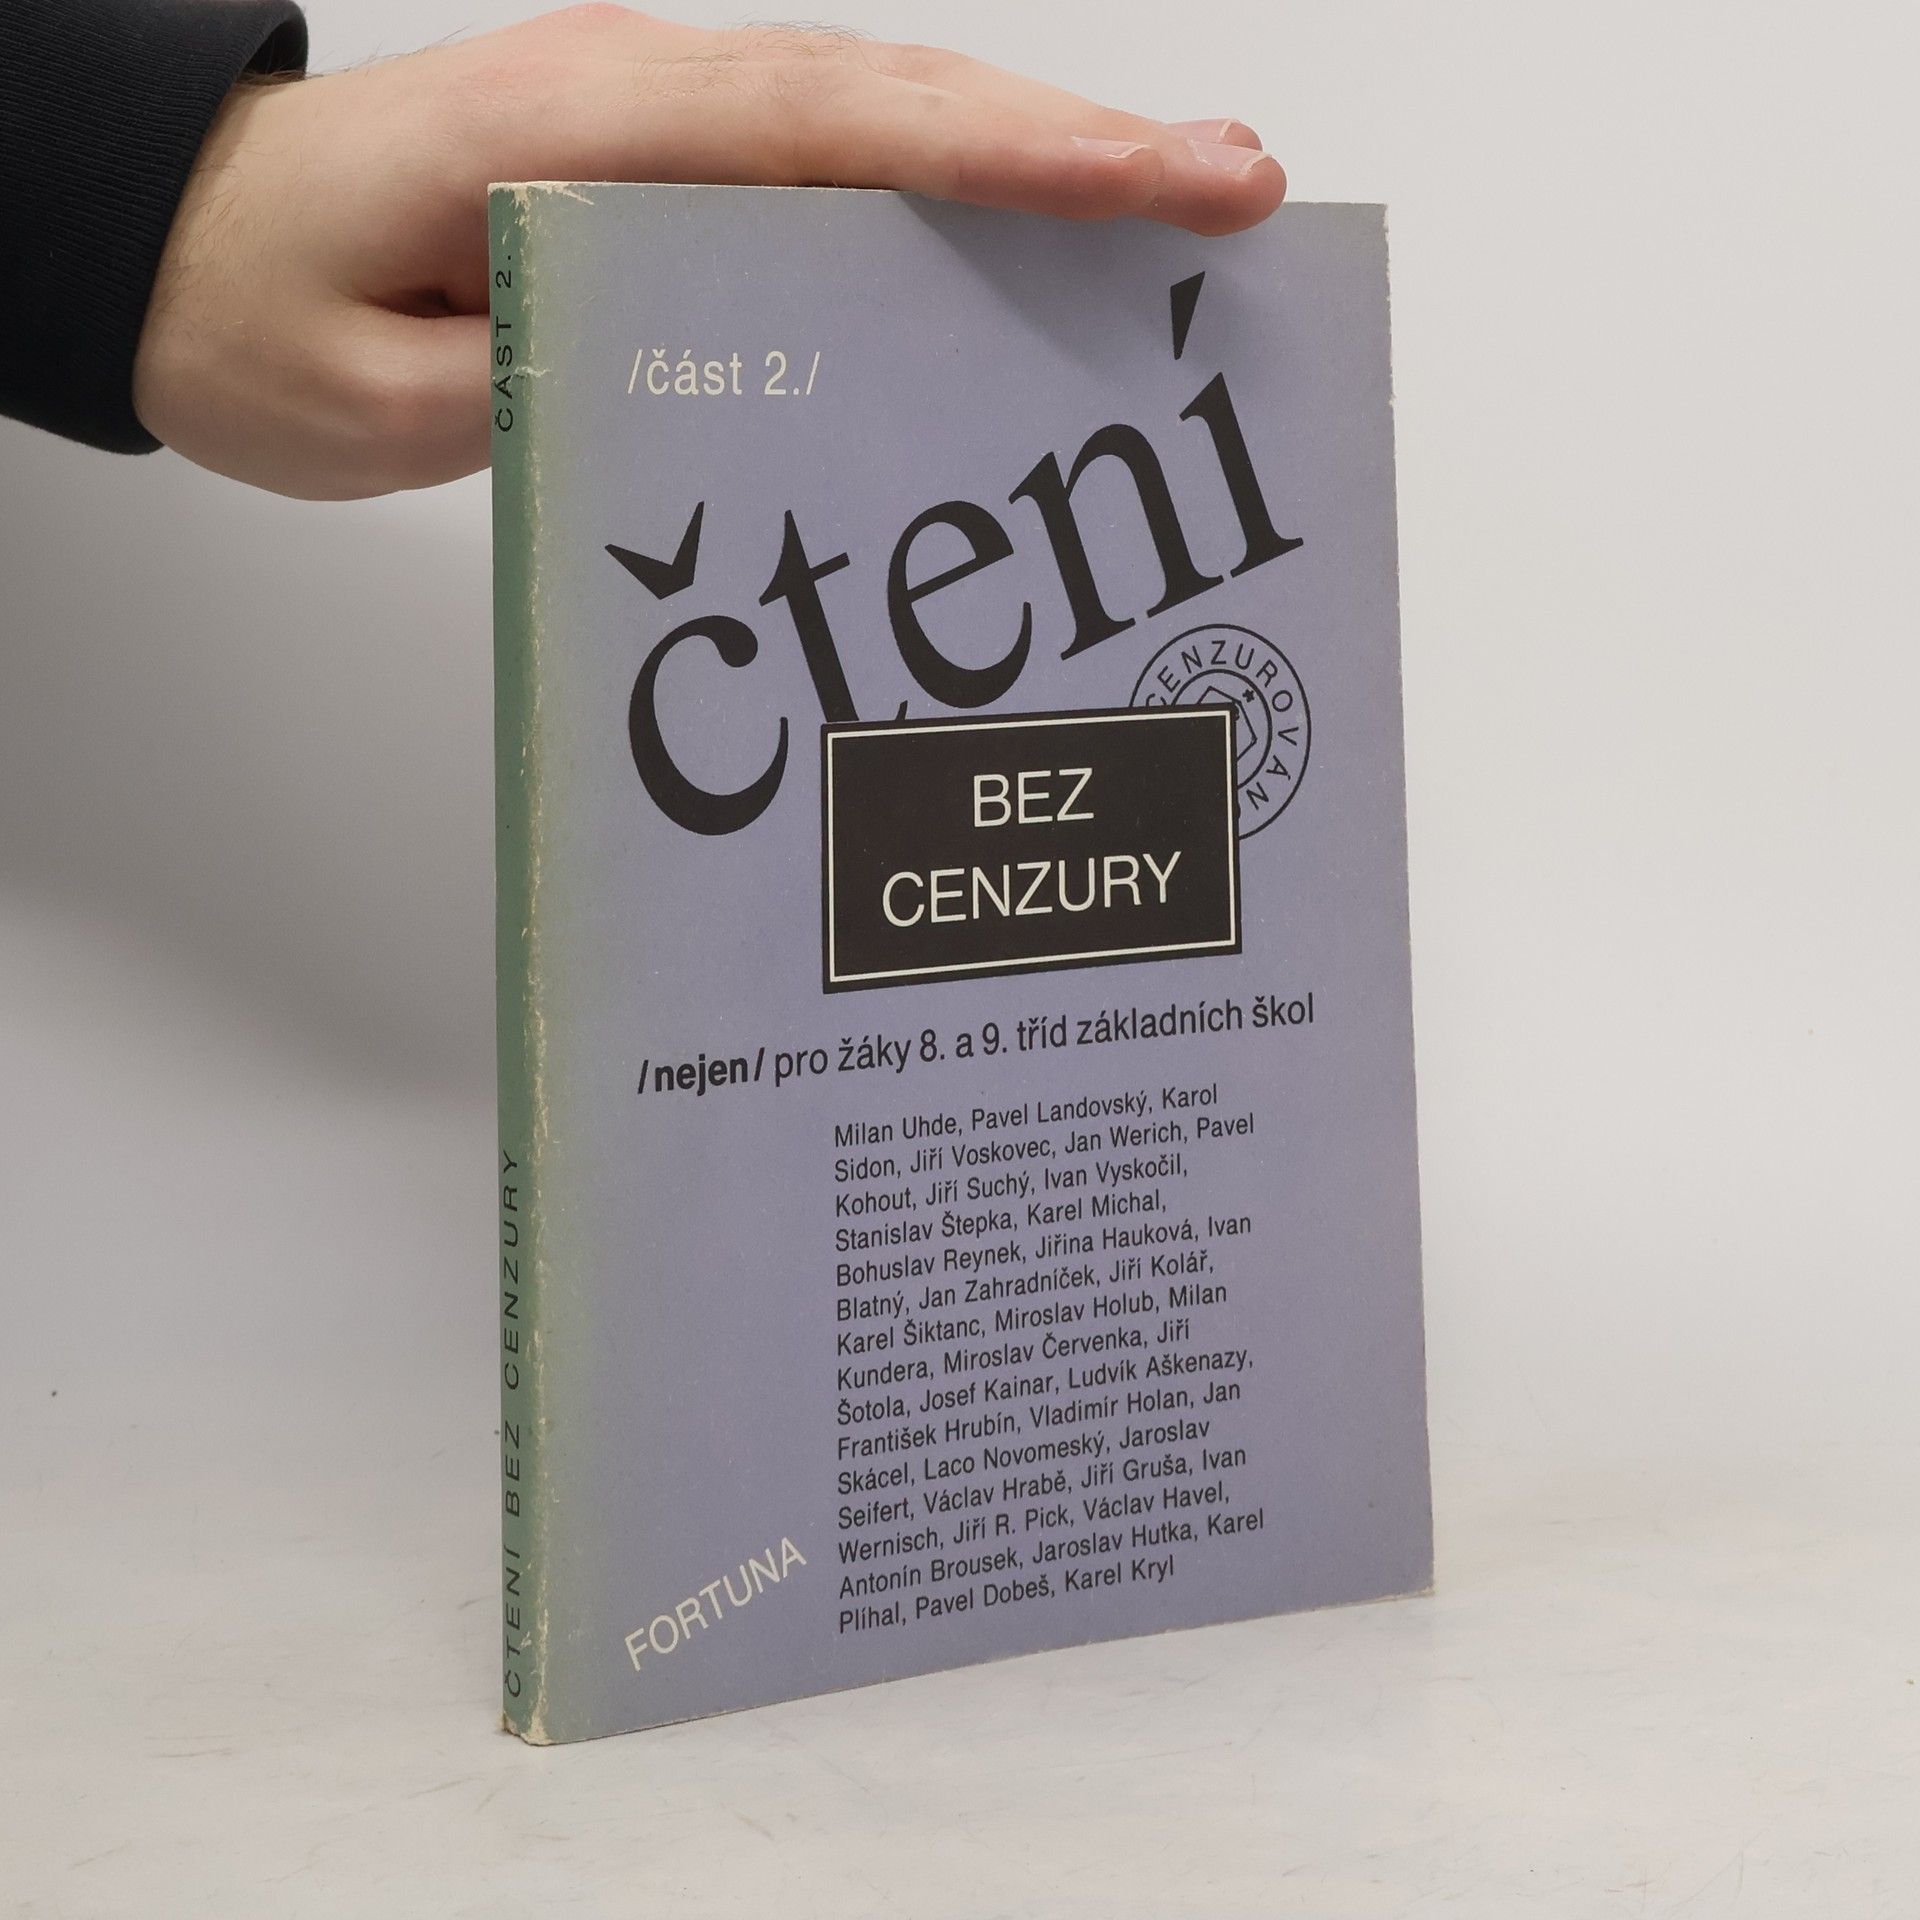 ČTENÍ BEZ CENZURY ČÁST 2.
/část 2./
čtení
CENZUROVÁN
BEZ
CENZURY
/nejen/ pro žáky 8. a 9. tříd základních škol
Milan Uhde, Pavel Landovský, Karol
Sidon, Jiří Voskovec, Jan Werich, Pavel
Kohout, Jiří Suchý, Ivan Vyskočil,
Stanislav Štepka, Karel Michal,
Bohuslav Reynek, Jiřina Hauková, Ivan
Blatný, Jan Zahradníček, Jiří Kolář,
Karel Šiktanc, Miroslav Holub, Milan
Kundera, Miroslav Červenka, Jiří
Šotola, Josef Kainar, Ludvík Aškenazy,
František Hrubín, Vladimír Holan, Jan
Skácel, Laco Novomeský, Jaroslav
Seifert, Václav Hrabě, Jiří Gruša, Ivan
Wernisch, Jiří R. Pick, Václav Havel,
Antonín Brousek, Jaroslav Hutka, Karel
Plíhal, Pavel Dobeš, Karel Kryl
FORTUNA